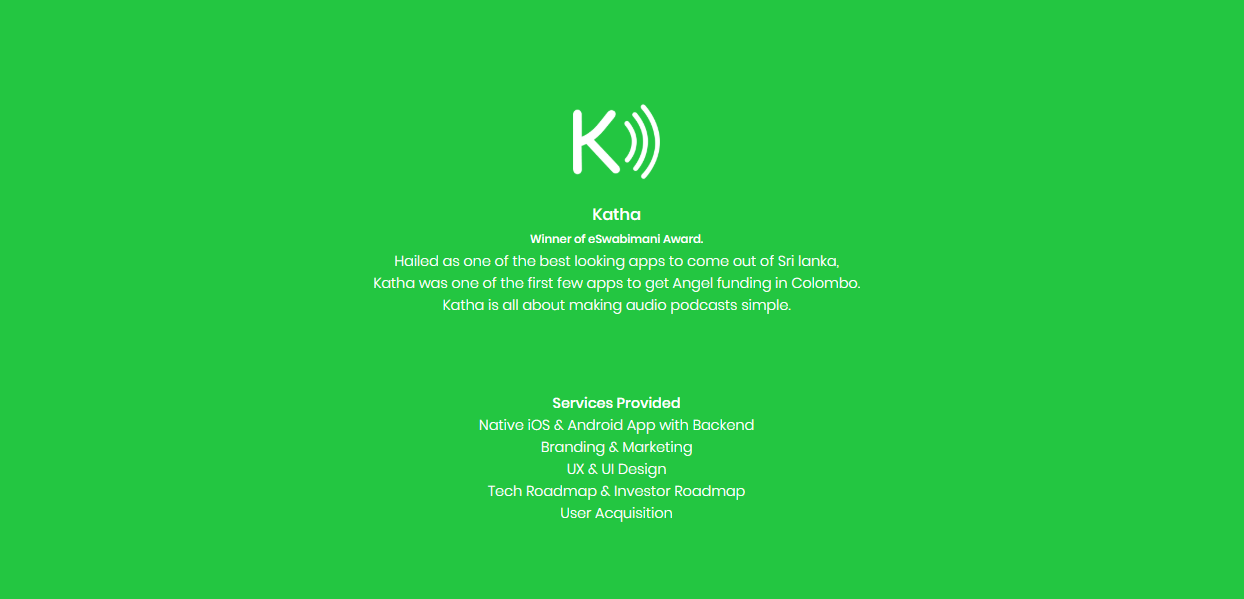 K
Katha
Winner of eSwabimani Award.
Hailed as one of the best looking apps to come out of Sri lanka,
Katha was one of the first few apps to get Angel funding in Colombo.
Katha is all about making audio podcasts simple.
Services Provided
Native iOS & Android App with Backend
Branding & Marketing
UX & UI Design
Tech Roadmap & Investor Roadmap
User Acquisition